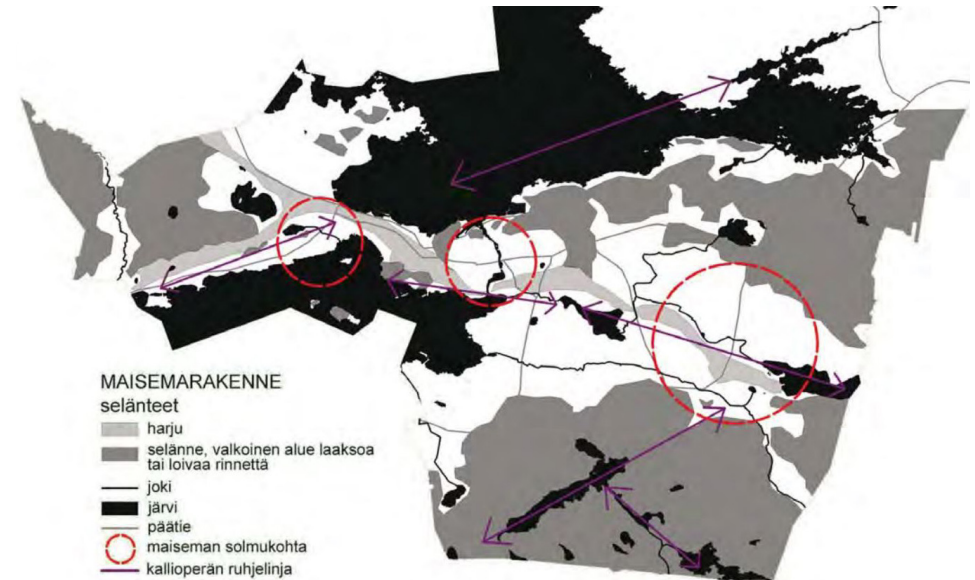 MAISEMARAKENNE
selänteet
harju
selänne, valkoinen alue laaksoa
tai loivaa rinnettä
joki
järvi
päätie
maiseman solmukohta
kallioperän ruhjelinja